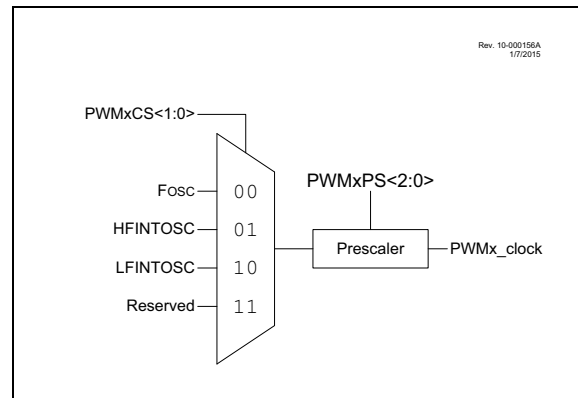 Rev. 10-000156A
1/7/2015
PWMxCS<1:0>
PWMxPS<2:0>
FOSC 00
HFINTOSC 01
Prescaler PWMx_clock
LFINTOSC 10
Reserved 11